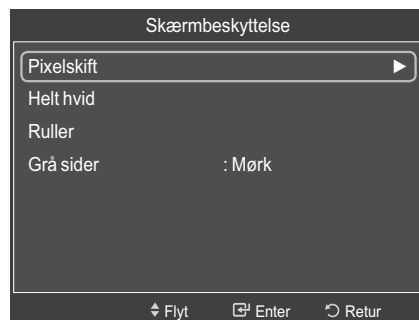 Skærmbeskyttelse
Pixelskift
Helt hvid
Ruller
Grå sider : Mørk
Flyt Enter Retur